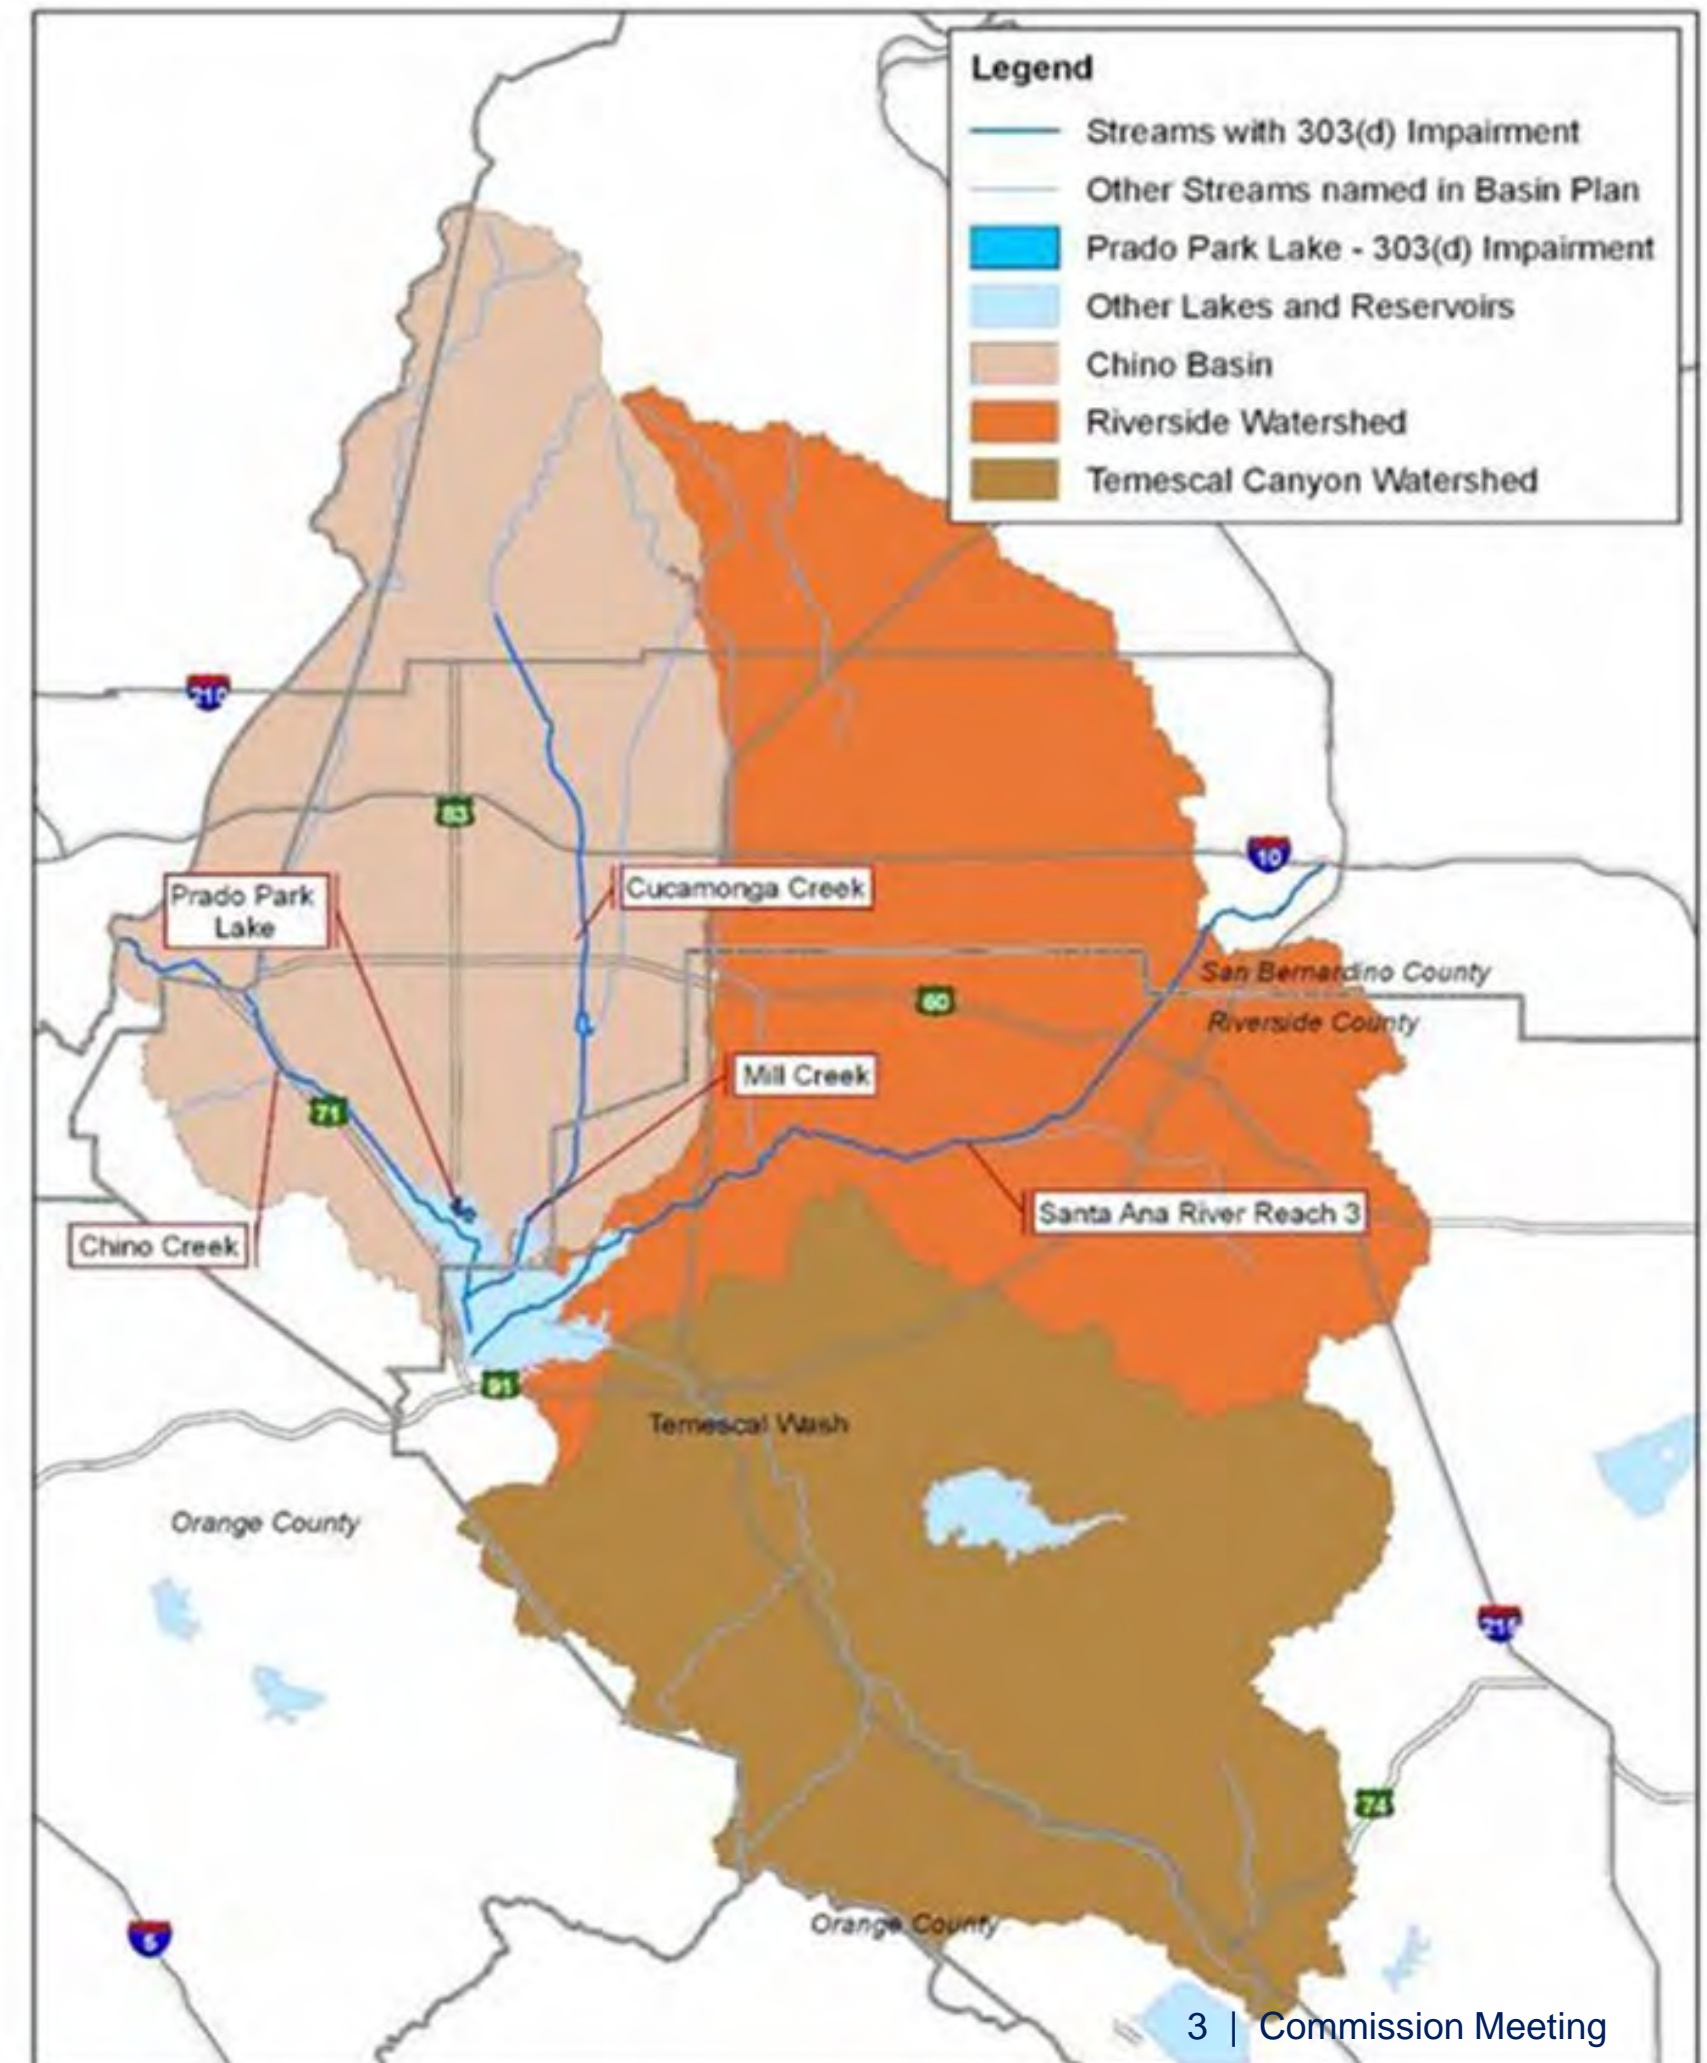 Legend
Streams with 303(d) Impairment
Other Streams named in Basin Plan
Prado Park Lake - 303(d) Impairment
Other Lakes and Reservoirs
Chino Basin
Riverside Watershed
Temescal Canyon Watershed
210
83
10
Prado Park
Lake
Cucamonga Creek
San Bernardino County
60
Riverside County
Mill Creek
71
Santa Ana River Reach 3
Chino Creek
91
Temescal Wash
Orange County
215
74
Orange County
5
3 | Commission Meeting